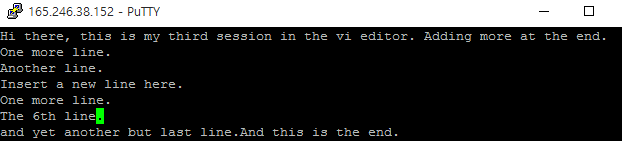 165.246.38.152 - PuTTY
Hi there, this is my third session in the vi editor. Adding more at the end.
One more line.
Another line.
Insert a new line here.
One more line.
The 6th line.
and yet another but last line.And this is the end.